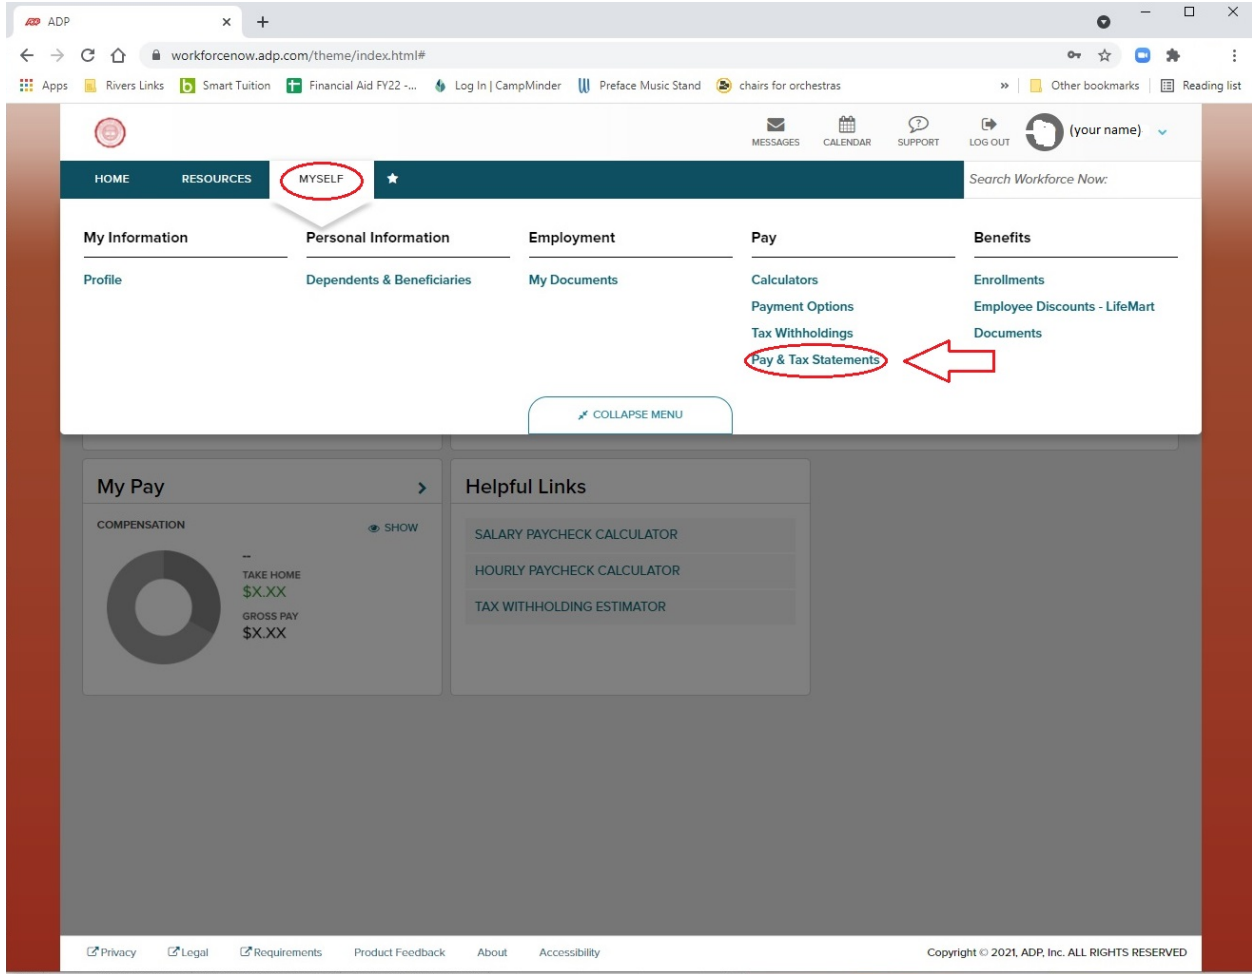 ADP
workforcenow.adp.com/theme/index.html#
Apps Rivers Links b Smart Tuition Financial Aid FY22 -... Log In | CampMinder Preface Music Stand chairs for orchestras » Other bookmarks Reading list
MESSAGES CALENDAR SUPPORT LOG OUT (your name)
HOME RESOURCES MYSELF Search Workforce Now:
My Information Personal Information Employment Pay Benefits
Profile Dependents & Beneficiaries My Documents Calculators Enrollments
Payment Options Employee Discounts - LifeMart
Tax Withholdings Documents
Pay & Tax Statements
COLLAPSE MENU
My Pay Helpful Links
COMPENSATION SHOW SALARY PAYCHECK CALCULATOR
--
TAKE HOME HOURLY PAYCHECK CALCULATOR
$X.XX
GROSS PAY TAX WITHHOLDING ESTIMATOR
$X.XX
Privacy Legal Requirements Product Feedback About Accessibility Copyright © 2021, ADP, Inc. ALL RIGHTS RESERVED